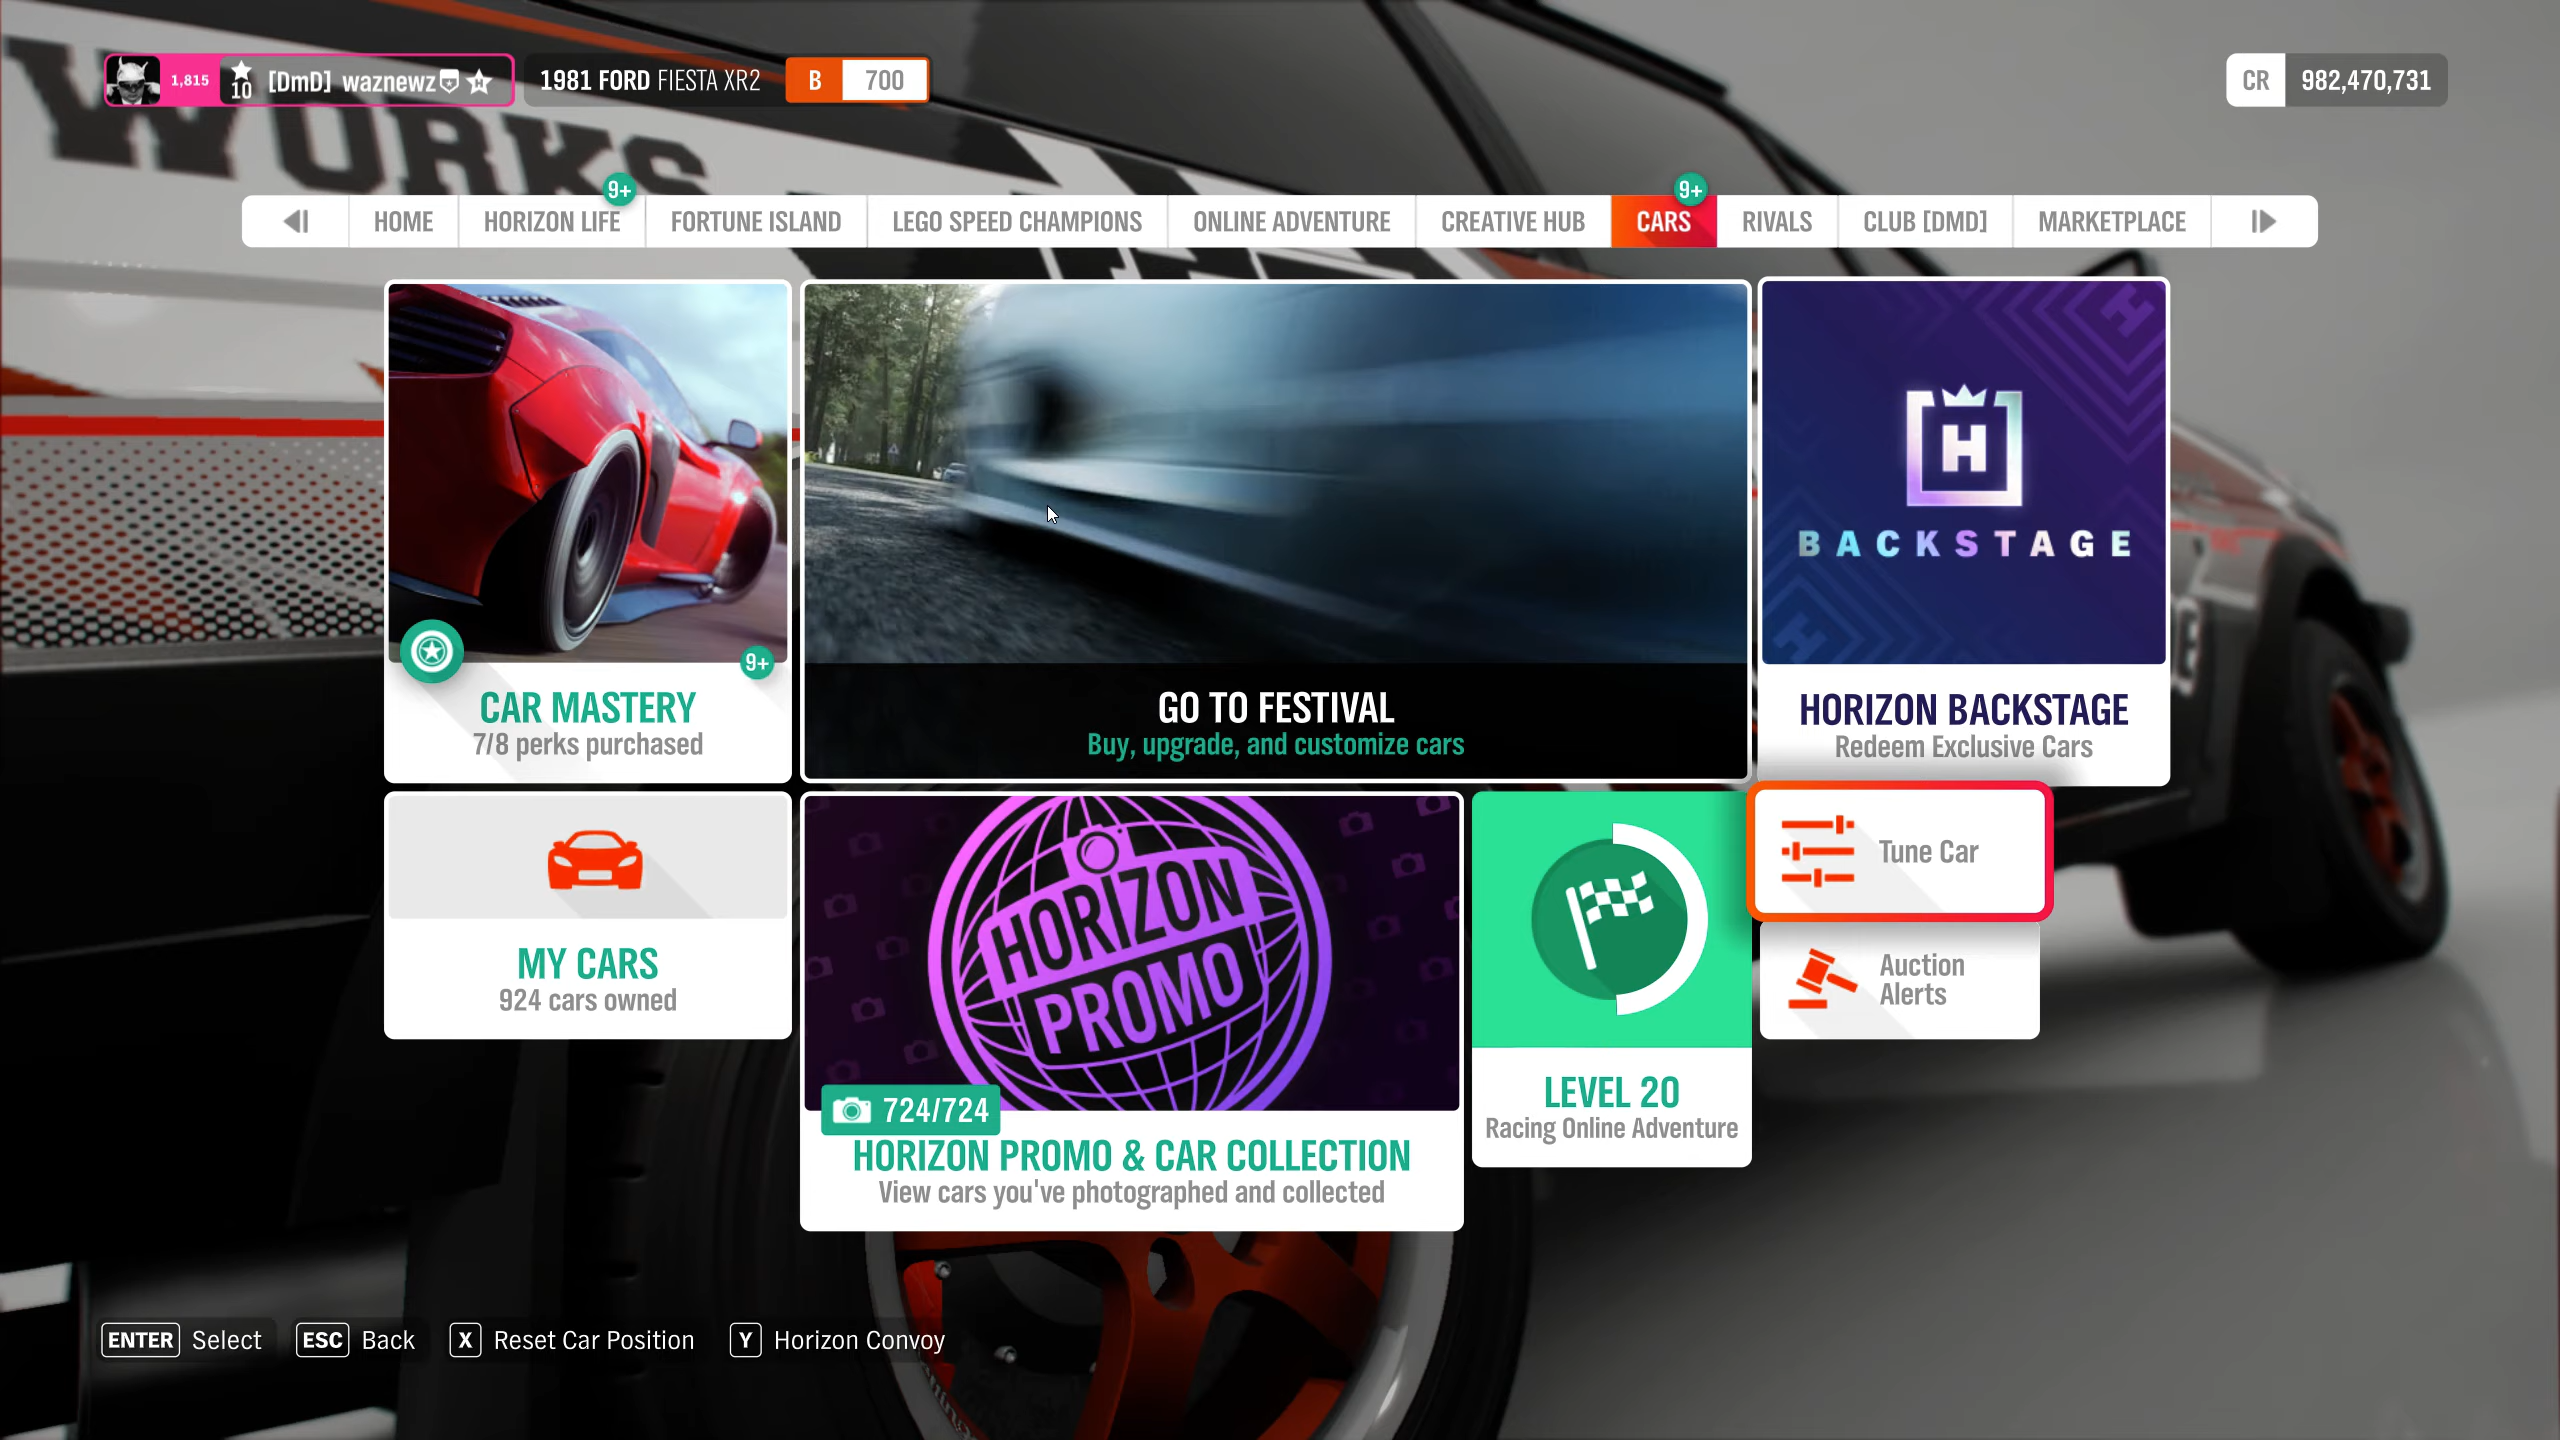 WORKS
1,815
10
[DmD] waznewz
1981 FORD FIESTA XR2
B 700
CR 982,470,731
HOME
HORIZON LIFE
9+
FORTUNE ISLAND
LEGO SPEED CHAMPIONS
ONLINE ADVENTURE
CREATIVE HUB
CARS
9+
RIVALS
CLUB [DMD]
MARKETPLACE
9+
CAR MASTERY
7/8 perks purchased
GO TO FESTIVAL
Buy, upgrade, and customize cars
H
BACKSTAGE
HORIZON BACKSTAGE
Redeem Exclusive Cars
MY CARS
924 cars owned
HORIZON
PROMO
724/724
HORIZON PROMO & CAR COLLECTION
View cars you've photographed and collected
LEVEL 20
Racing Online Adventure
Tune Car
Auction
Alerts
ENTER Select
ESC Back
X Reset Car Position
Y Horizon Convoy